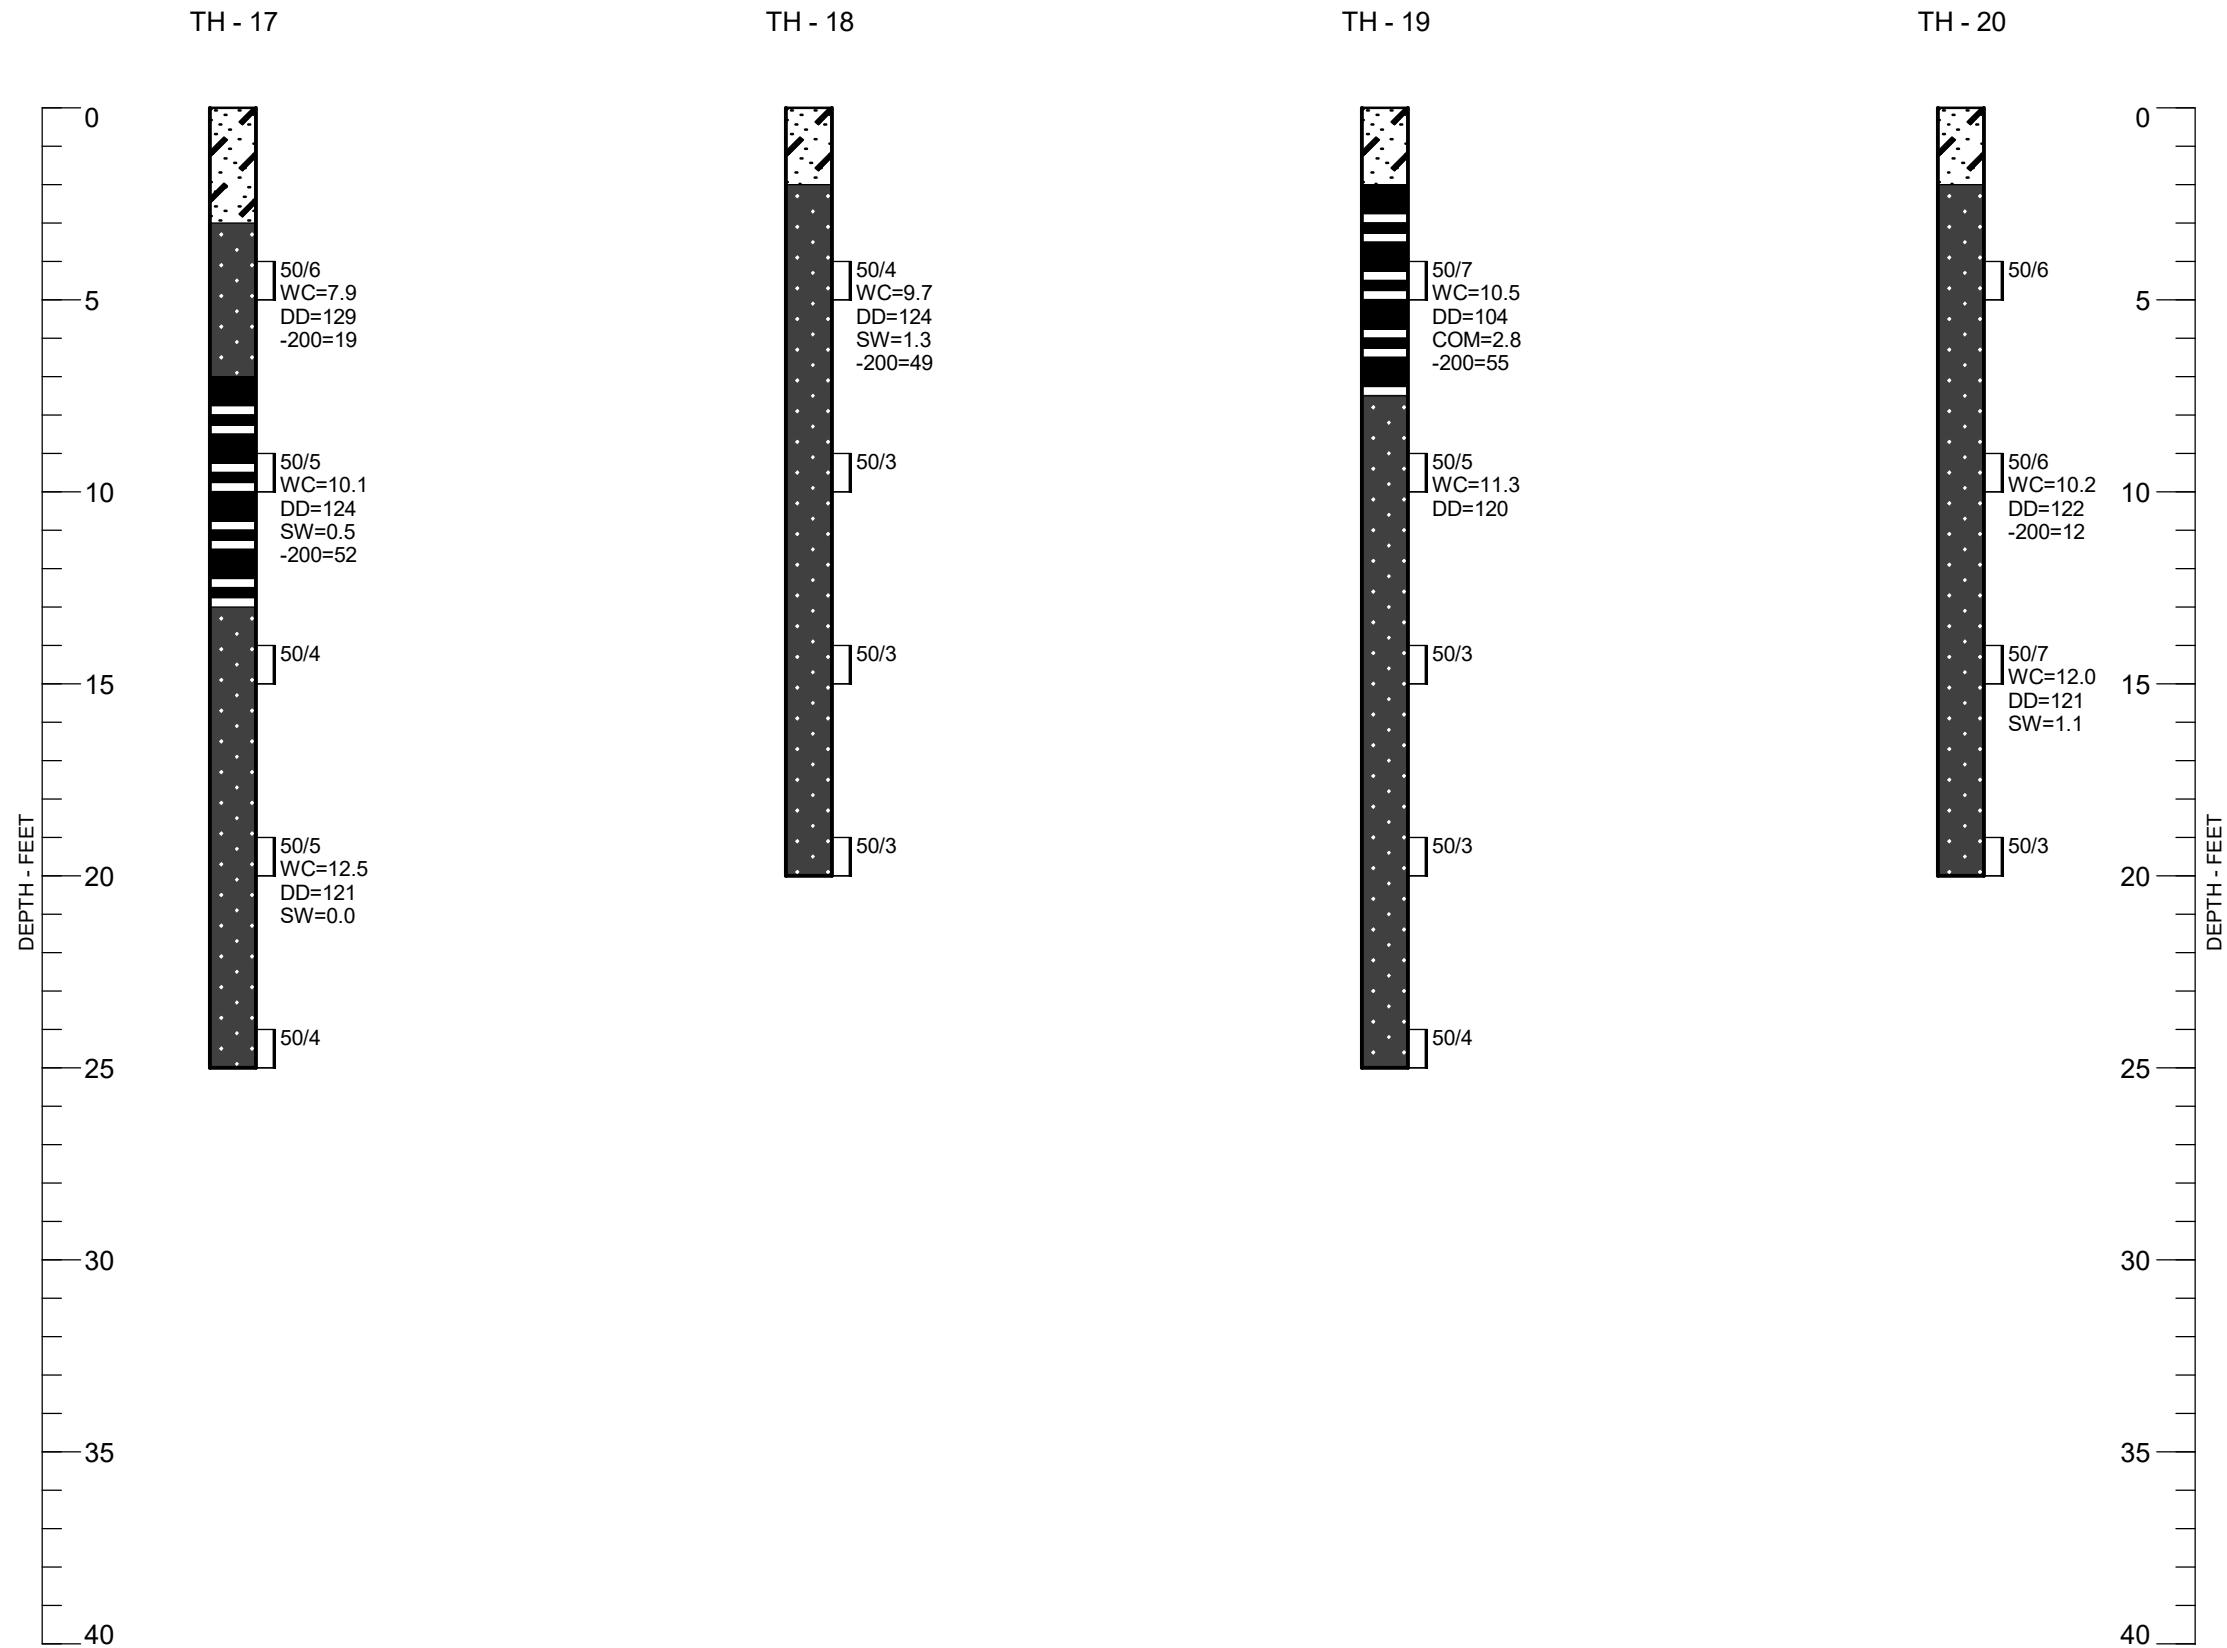 TH - 17
TH - 18
TH - 19
TH - 20
0
5
10
15
20
25
30
35
40
DEPTH - FEET
50/6
WC=7.9
DD=129
-200=19
50/5
WC=10.1
DD=124
SW=0.5
-200=52
50/4
50/5
WC=12.5
DD=121
SW=0.0
50/4
50/4
WC=9.7
DD=124
SW=1.3
-200=49
50/3
50/3
50/3
50/7
WC=10.5
DD=104
COM=2.8
-200=55
50/5
WC=11.3
DD=120
50/3
50/3
50/4
50/6
50/6
WC=10.2
DD=122
-200=12
50/7
WC=12.0
DD=121
SW=1.1
50/3
0
5
10
15
20
25
30
35
40
DEPTH - FEET